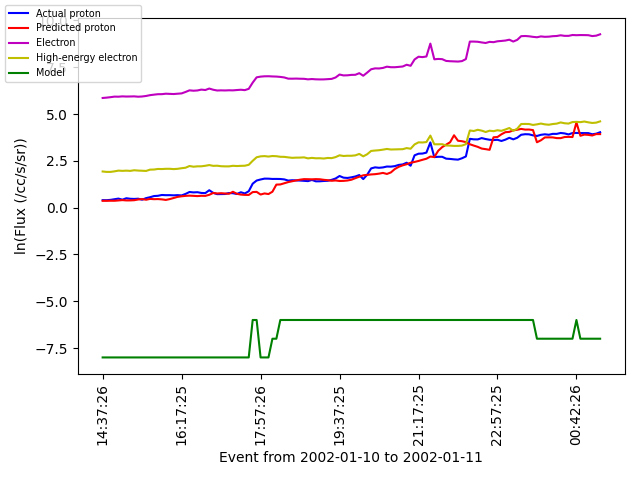 Actual proton
Predicted proton
Electron
High-energy electron
Model
5.0
2.5
0.0
−2.5
−5.0
−7.5
ln(Flux (/cc/s/sr))
14:37:26
16:17:25
17:57:26
19:37:25
21:17:25
22:57:25
00:42:26
Event from 2002-01-10 to 2002-01-11